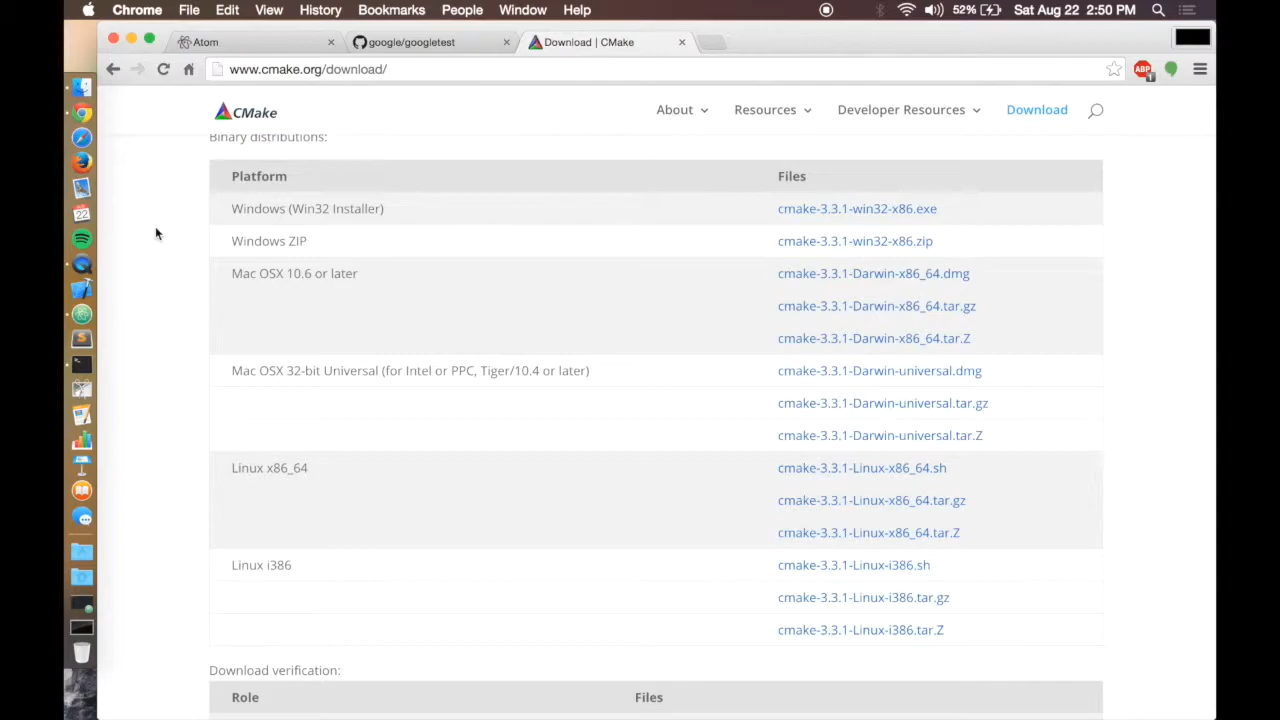 Chrome File Edit View History Bookmarks People Window Help 52% Sat Aug 22 2:50 PM
Atom google/googletest Download | CMake
www.cmake.org/download/ ABP 1
CMake About Resources Developer Resources Download
Binary distributions:
Platform Files
Windows (Win32 Installer) cmake-3.3.1-win32-x86.exe
Windows ZIP cmake-3.3.1-win32-x86.zip
Mac OSX 10.6 or later cmake-3.3.1-Darwin-x86_64.dmg
cmake-3.3.1-Darwin-x86_64.tar.gz
cmake-3.3.1-Darwin-x86_64.tar.Z
Mac OSX 32-bit Universal (for Intel or PPC, Tiger/10.4 or later) cmake-3.3.1-Darwin-universal.dmg
cmake-3.3.1-Darwin-universal.tar.gz
cmake-3.3.1-Darwin-universal.tar.Z
Linux x86_64 cmake-3.3.1-Linux-x86_64.sh
cmake-3.3.1-Linux-x86_64.tar.gz
cmake-3.3.1-Linux-x86_64.tar.Z
Linux i386 cmake-3.3.1-Linux-i386.sh
cmake-3.3.1-Linux-i386.tar.gz
cmake-3.3.1-Linux-i386.tar.Z
Download verification:
Role Files
22